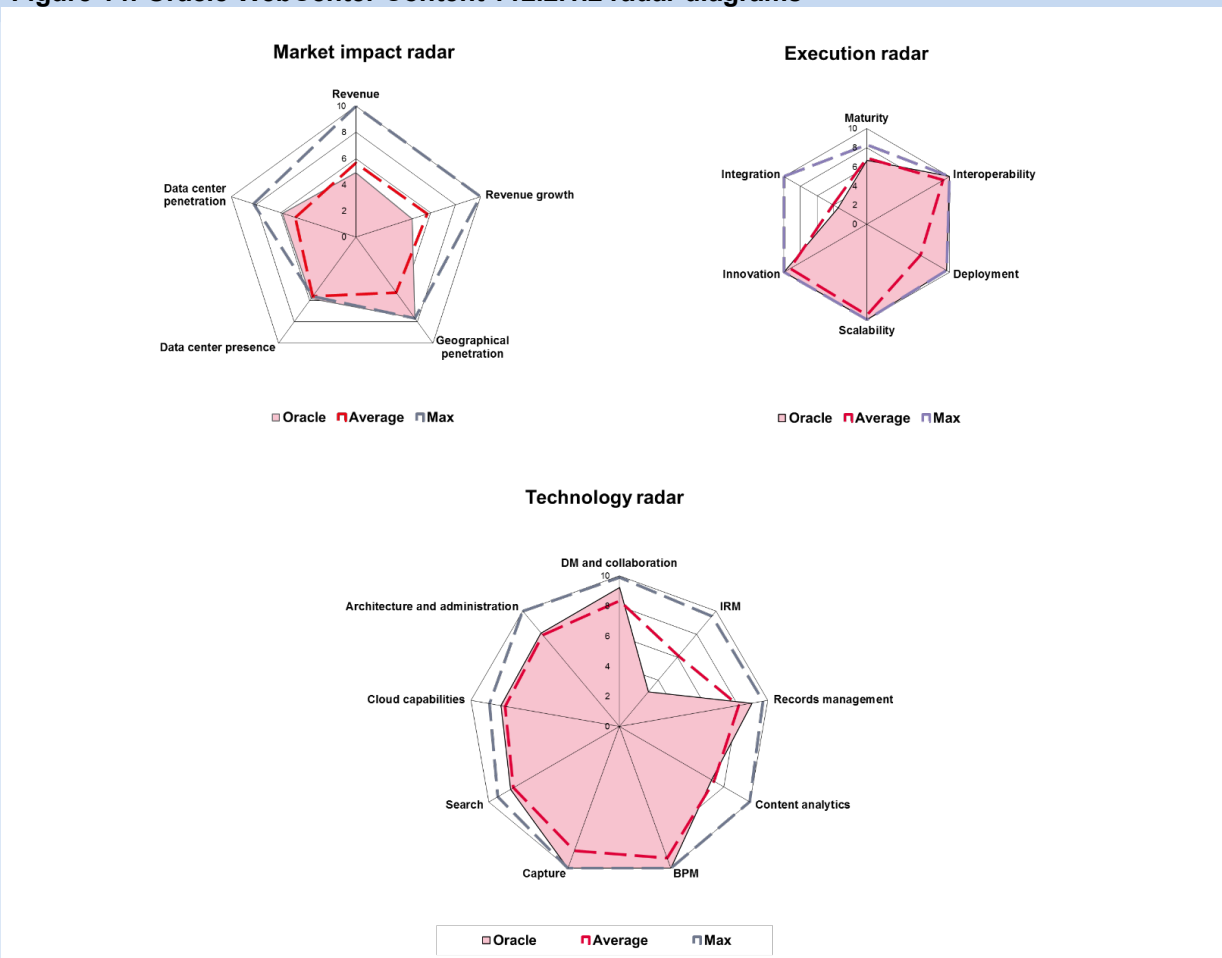 Market impact radar
Revenue
10
8
6
4
2
0
Revenue growth
Geographical
penetration
Data center presence
Data center
penetration
Oracle Average Max
Execution radar
Maturity
10
8
6
4
2
0
Interoperability
Deployment
Scalability
Innovation
Integration
Oracle Average Max
Technology radar
DM and collaboration
10
8
6
4
2
0
IRM
Records management
Content analytics
BPM
Capture
Search
Cloud capabilities
Architecture and administration
Oracle Average Max